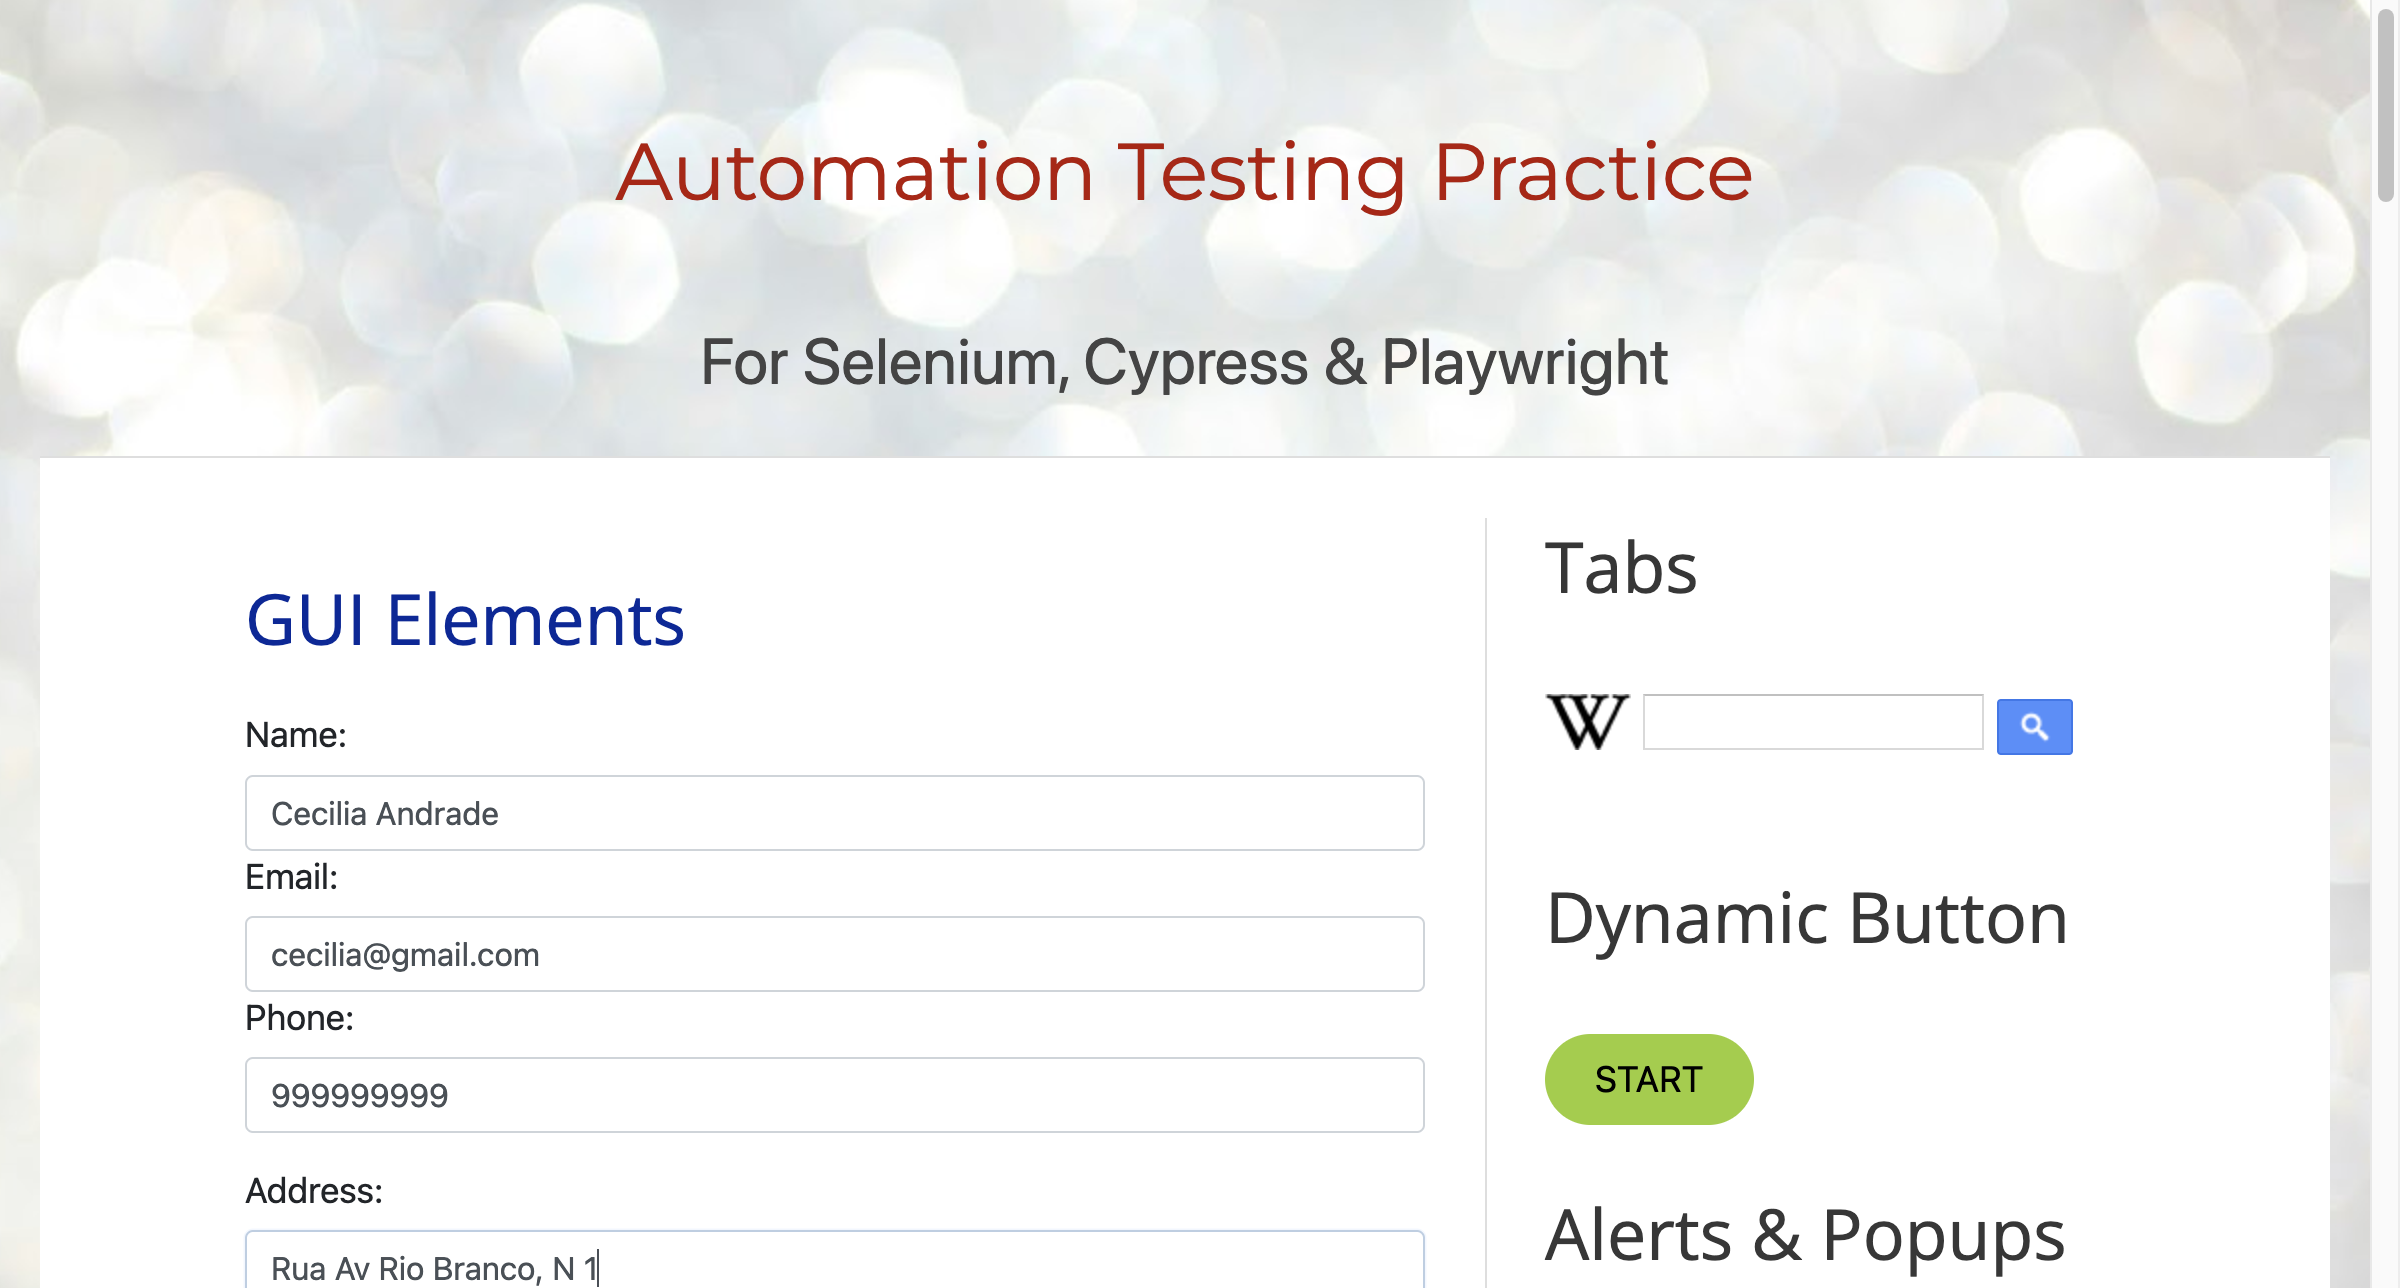 Automation Testing Practice
For Selenium, Cypress & Playwright
GUI Elements
Name:
Cecilia Andrade
Email:
cecilia@gmail.com
Phone:
999999999
Address:
Rua Av Rio Branco, N 1
Tabs
W
Dynamic Button
START
Alerts & Popups